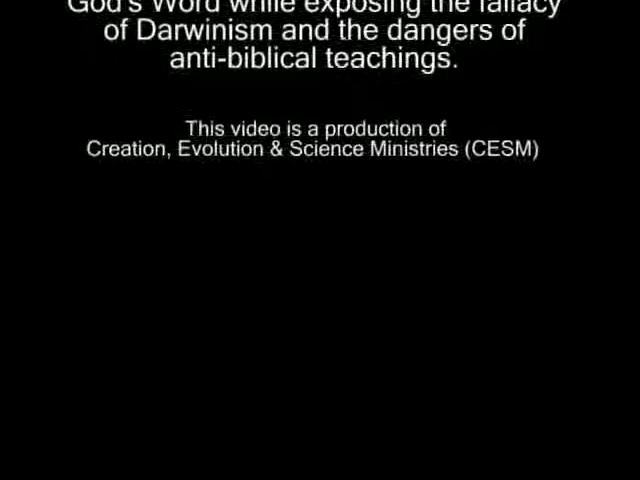 God's Word while exposing the fallacy
of Darwinism and the dangers of
anti-biblical teachings.
This video is a production of
Creation, Evolution & Science Ministries (CESM)